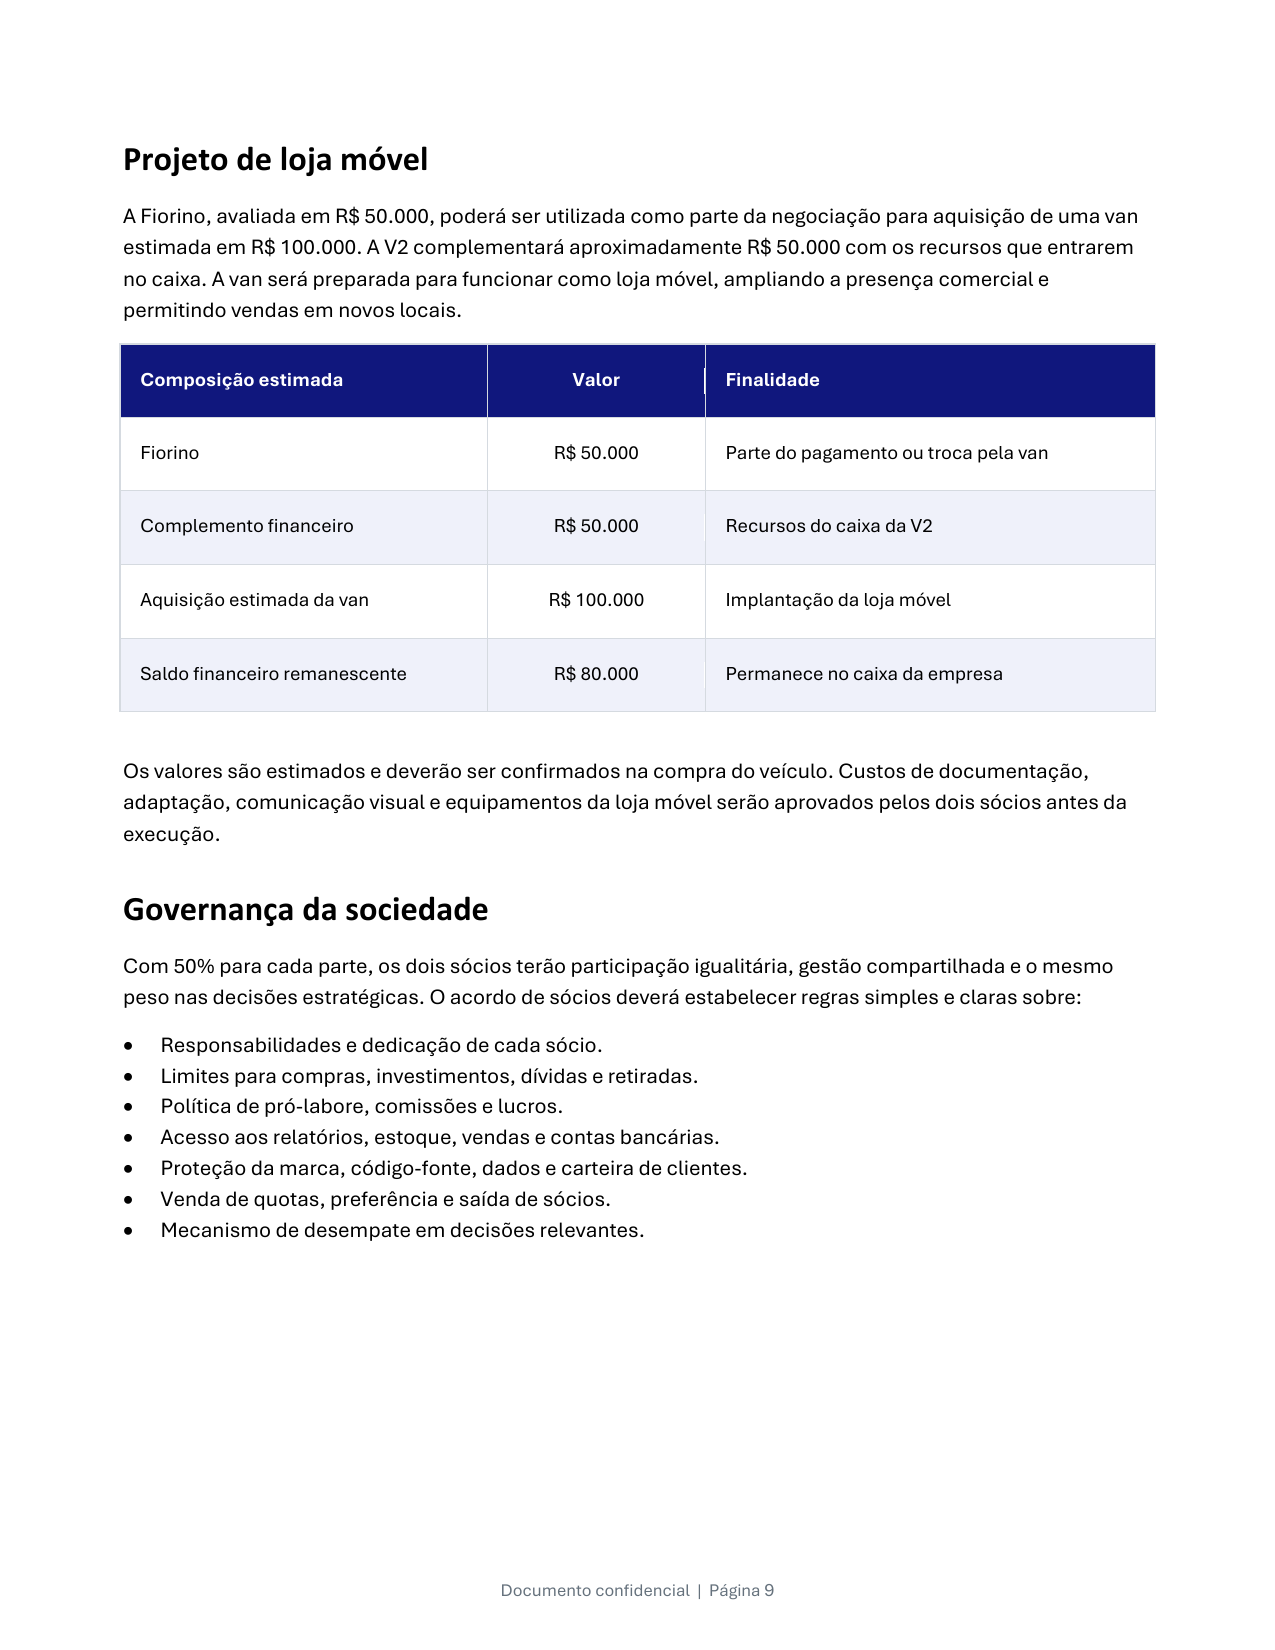 Projeto de loja móvel
A Fiorino, avaliada em R$ 50.000, poderá ser utilizada como parte da negociação para aquisição de uma van
estimada em R$ 100.000. A V2 complementará aproximadamente R$ 50.000 com os recursos que entrarem
no caixa. A van será preparada para funcionar como loja móvel, ampliando a presença comercial e
permitindo vendas em novos locais.
Composição estimada Valor Finalidade
Fiorino R$ 50.000 Parte do pagamento ou troca pela van
Complemento financeiro R$ 50.000 Recursos do caixa da V2
Aquisição estimada da van R$ 100.000 Implantação da loja móvel
Saldo financeiro remanescente R$ 80.000 Permanece no caixa da empresa
Os valores são estimados e deverão ser confirmados na compra do veículo. Custos de documentação,
adaptação, comunicação visual e equipamentos da loja móvel serão aprovados pelos dois sócios antes da
execução.
Governança da sociedade
Com 50% para cada parte, os dois sócios terão participação igualitária, gestão compartilhada e o mesmo
peso nas decisões estratégicas. O acordo de sócios deverá estabelecer regras simples e claras sobre:
• Responsabilidades e dedicação de cada sócio.
• Limites para compras, investimentos, dívidas e retiradas.
• Política de pró-labore, comissões e lucros.
• Acesso aos relatórios, estoque, vendas e contas bancárias.
• Proteção da marca, código-fonte, dados e carteira de clientes.
• Venda de quotas, preferência e saída de sócios.
• Mecanismo de desempate em decisões relevantes.
Documento confidencial | Página 9